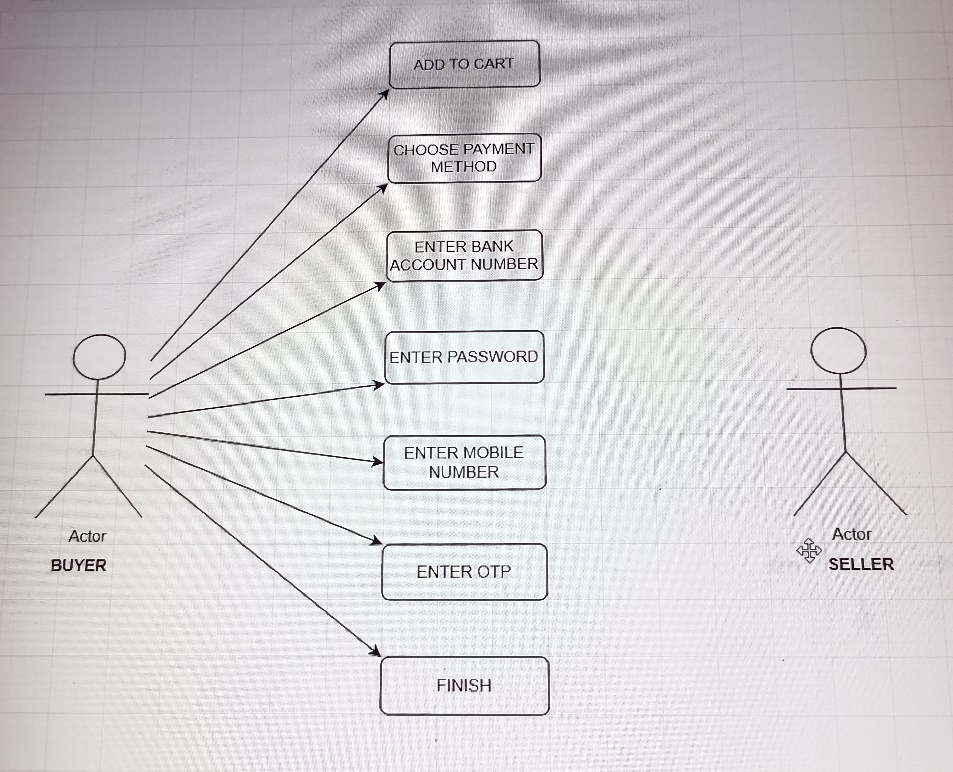 ADD TO CART
CHOOSE PAYMENT
METHOD
ENTER BANK
ACCOUNT NUMBER
ENTER PASSWORD
ENTER MOBILE
NUMBER
ENTER OTP
FINISH
Actor
BUYER
Actor
SELLER